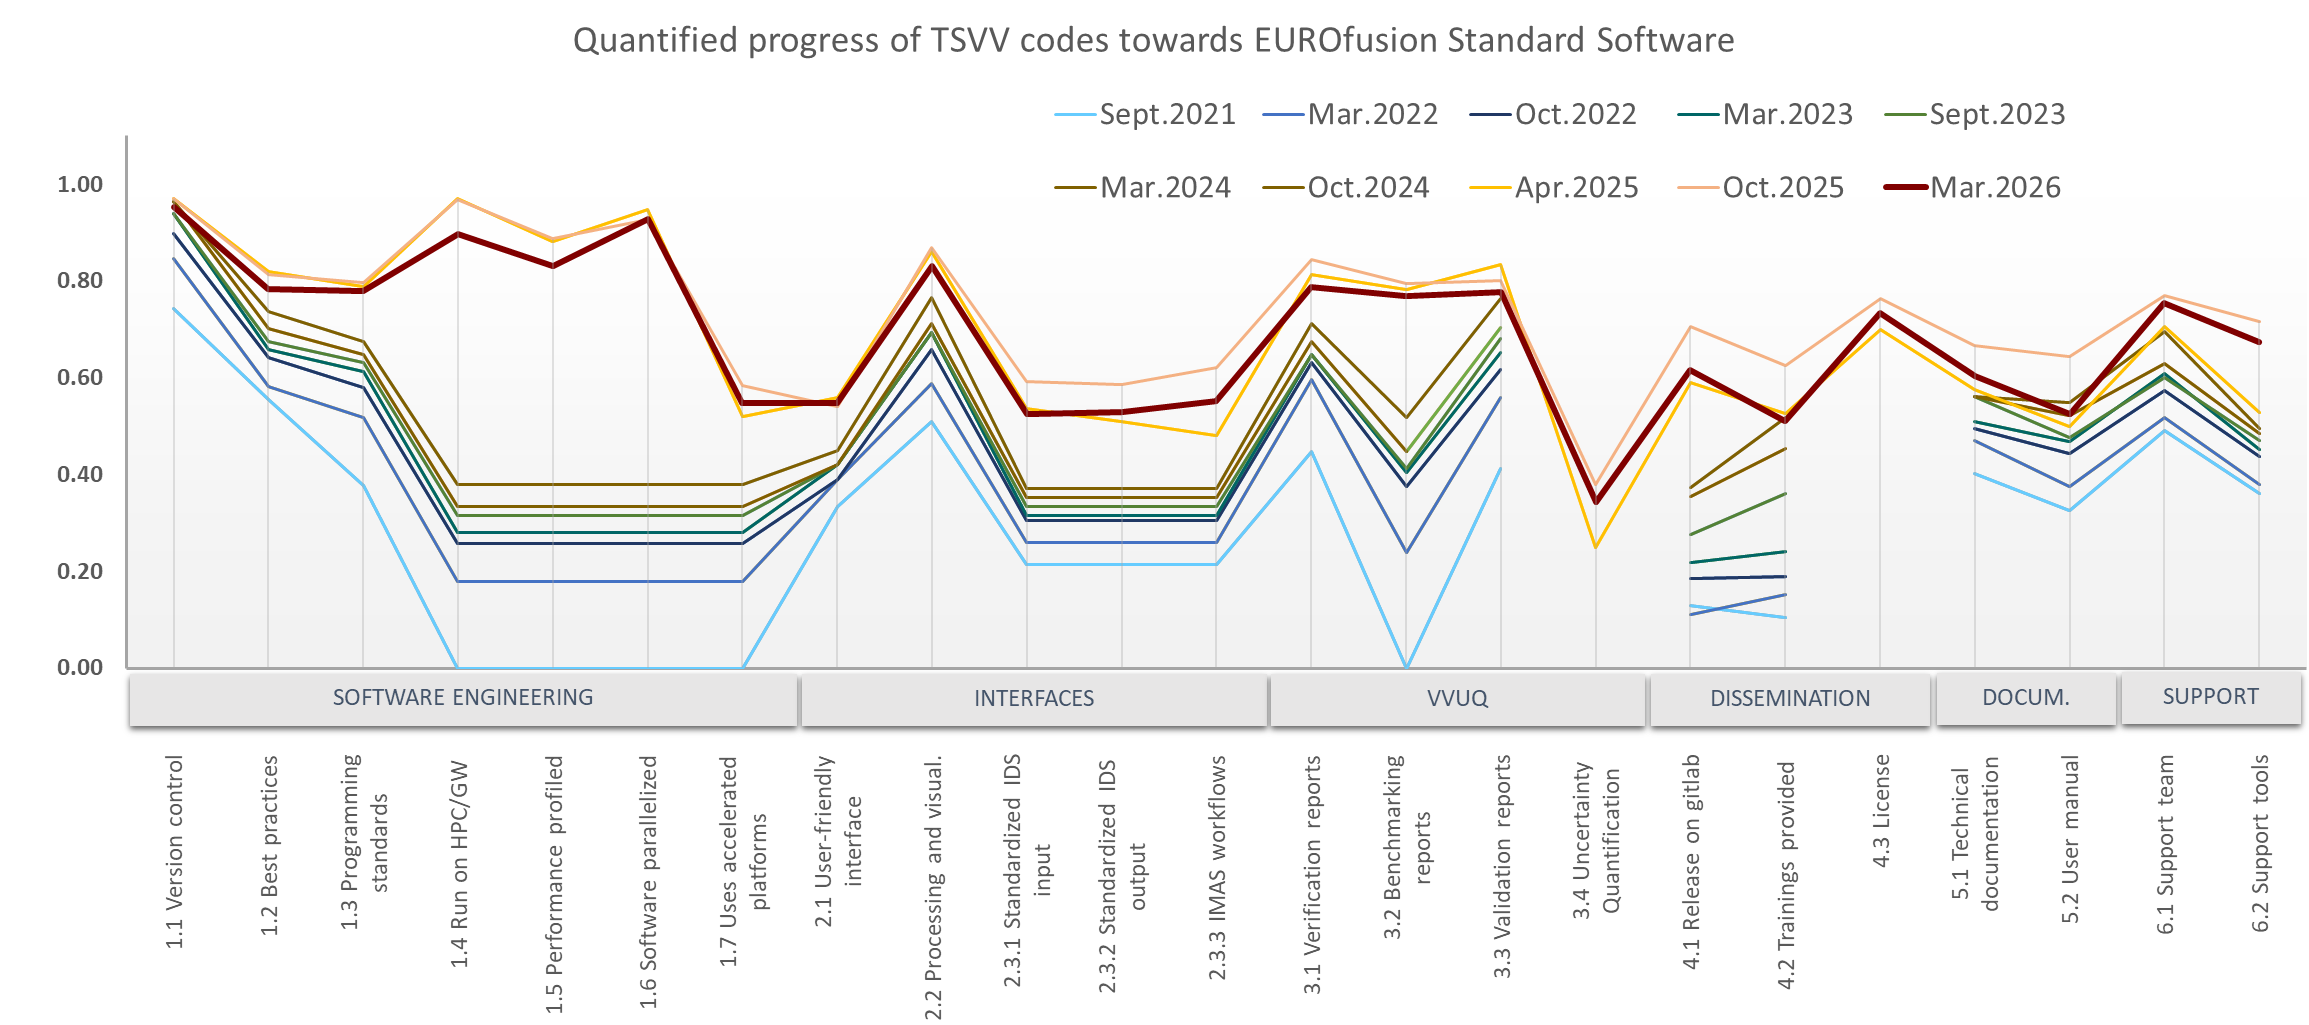 Quantified progress of TSVV codes towards EUROfusion Standard Software
Sept.2021 Mar.2022 Oct.2022 Mar.2023 Sept.2023
Mar.2024 Oct.2024 Apr.2025 Oct.2025 Mar.2026
1.00
0.80
0.60
0.40
0.20
0.00
SOFTWARE ENGINEERING INTERFACES VVUQ DISSEMINATION DOCUM. SUPPORT
1.1 Version control
1.2 Best practices
1.3 Programming
standards
1.4 Run on HPC/GW
1.5 Performance profiled
1.6 Software parallelized
1.7 Uses accelerated
platforms
2.1 User-friendly
interface
2.2 Processing and visual.
2.3.1 Standardized IDS
input
2.3.2 Standardized IDS
output
2.3.3 IMAS workflows
3.1 Verification reports
3.2 Benchmarking
reports
3.3 Validation reports
3.4 Uncertainty
Quantification
4.1 Release on gitlab
4.2 Trainings provided
4.3 License
5.1 Technical
documentation
5.2 User manual
6.1 Support team
6.2 Support tools